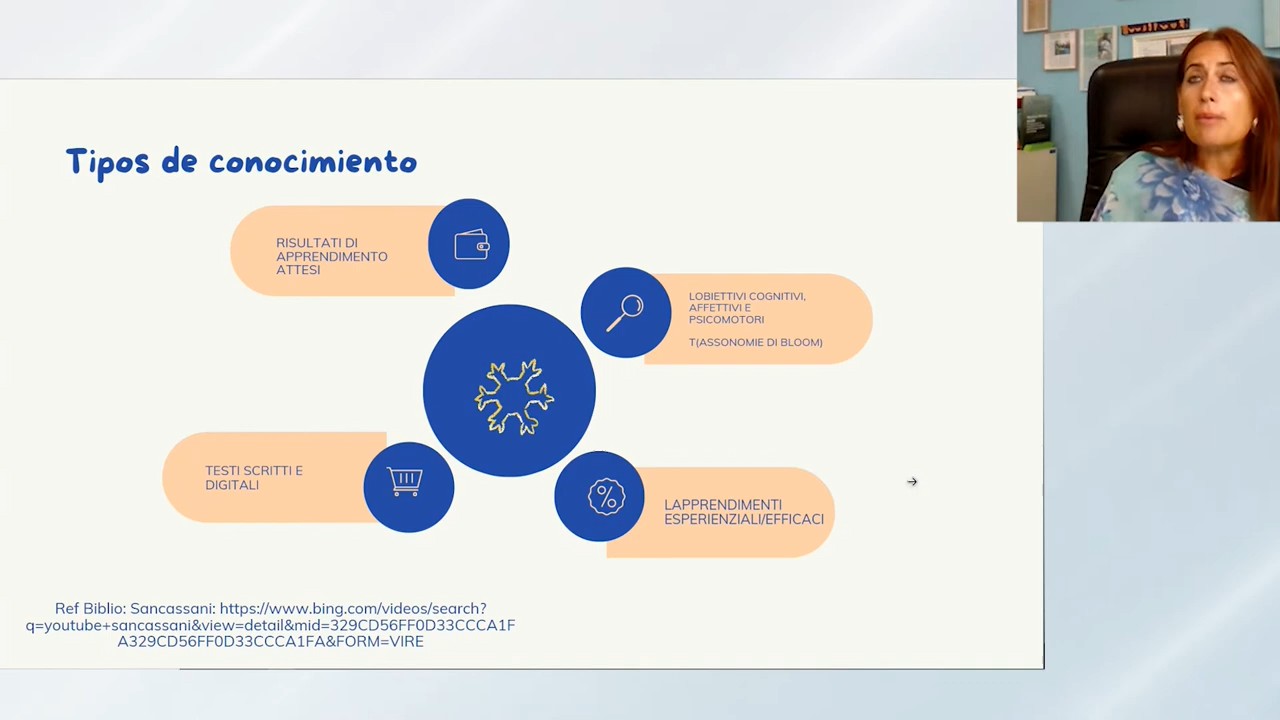 Tipos de conocimiento
RISULTATI DI
APPRENDIMENTO
ATTESI
LOBIETTIVI COGNITIVI,
AFFETTIVI E
PSICOMOTORI
T(ASSONOMIE DI BLOOM)
TESTI SCRITTI E
DIGITALI
LAPPRENDIMENTI
ESPERIENZIALI/EFFICACI
Ref Biblio: Sancassani: https://www.bing.com/videos/search?
q=youtube+sancassani&view=detail&mid=329CD56FF0D33CCCA1F
A329CD56FF0D33CCCA1FA&FORM=VIRE